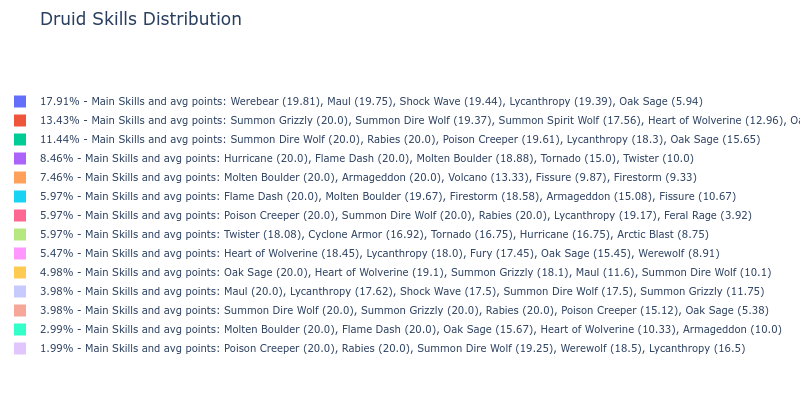 Druid Skills Distribution
17.91% - Main Skills and avg points: Werebear (19.81), Maul (19.75), Shock Wave (19.44), Lycanthropy (19.39), Oak Sage (5.94)
13.43% - Main Skills and avg points: Summon Grizzly (20.0), Summon Dire Wolf (19.37), Summon Spirit Wolf (17.56), Heart of Wolverine (12.96),
11.44% - Main Skills and avg points: Summon Dire Wolf (20.0), Rabies (20.0), Poison Creeper (19.61), Lycanthropy (18.3), Oak Sage (15.65)
8.46% - Main Skills and avg points: Hurricane (20.0), Flame Dash (20.0), Molten Boulder (18.88), Tornado (15.0), Twister (10.0)
7.46% - Main Skills and avg points: Molten Boulder (20.0), Armageddon (20.0), Volcano (13.33), Fissure (9.87), Firestorm (9.33)
5.97% - Main Skills and avg points: Flame Dash (20.0), Molten Boulder (19.67), Firestorm (18.58), Armageddon (15.08), Fissure (10.67)
5.97% - Main Skills and avg points: Poison Creeper (20.0), Summon Dire Wolf (20.0), Rabies (20.0), Lycanthropy (19.17), Feral Rage (3.92)
5.97% - Main Skills and avg points: Twister (18.08), Cyclone Armor (16.92), Tornado (16.75), Hurricane (16.75), Arctic Blast (8.75)
5.47% - Main Skills and avg points: Heart of Wolverine (18.45), Lycanthropy (18.0), Fury (17.45), Oak Sage (15.45), Werewolf (8.91)
4.98% - Main Skills and avg points: Oak Sage (20.0), Heart of Wolverine (19.1), Summon Grizzly (18.1), Maul (11.6), Summon Dire Wolf (10.1)
3.98% - Main Skills and avg points: Maul (20.0), Lycanthropy (17.62), Shock Wave (17.5), Summon Dire Wolf (17.5), Summon Grizzly (11.75)
3.98% - Main Skills and avg points: Summon Dire Wolf (20.0), Summon Grizzly (20.0), Rabies (20.0), Poison Creeper (15.12), Oak Sage (5.38)
2.99% - Main Skills and avg points: Molten Boulder (20.0), Flame Dash (20.0), Oak Sage (15.67), Heart of Wolverine (10.33), Armageddon (10.0)
1.99% - Main Skills and avg points: Poison Creeper (20.0), Rabies (20.0), Summon Dire Wolf (19.25), Werewolf (18.5), Lycanthropy (16.5)